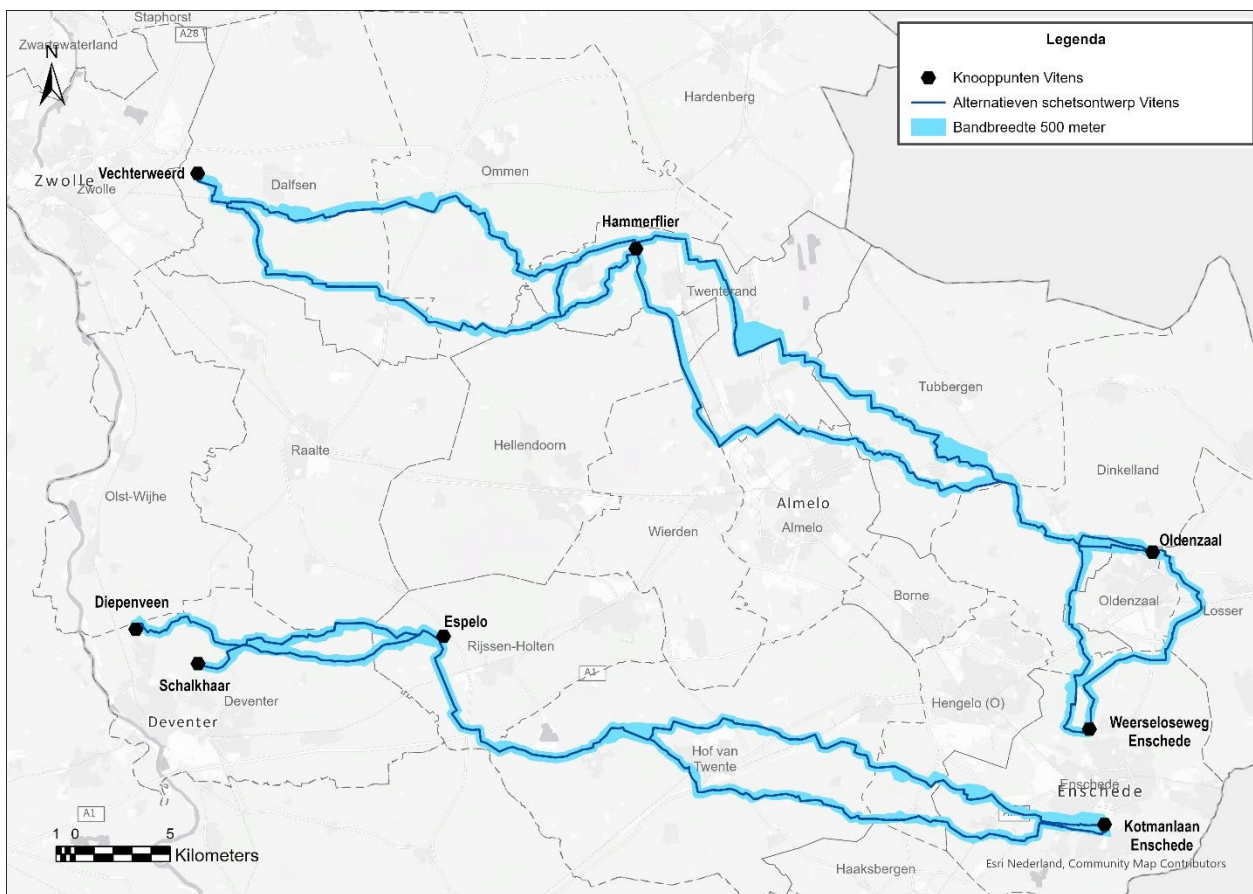 Staphorst
Zwartewaterland
A28
N
Legenda
Knooppunten Vitens
Alternatieven schetsontwerp Vitens
Bandbreedte 500 meter
Hardenberg
Vechterweerd
Zwolle
Zwolle
Dalfsen
Ommen
Hammerflier
Twenterand
Tubbergen
Raalte
Hellendoorn
Dinkelland
Olst-Wijhe
Almelo
Almelo
Wierden
Oldenzaal
Diepenveen
Borne
Oldenzaal
Losser
Espelo
Rijssen-Holten
A1
Schalkhaar
Deventer
Deventer
Hengelo (O)
Weerseloseweg
Enschede
Hof van
Twente
Enschede
Enschede
A1
Kotmanlaan
Enschede
1 0 5
Kilometers
Haaksbergen
Esri Nederland, Community Map Contributors